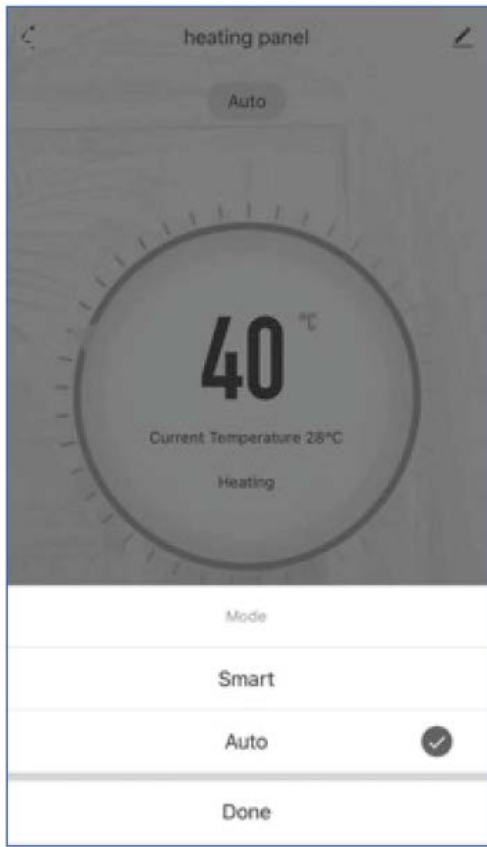 heating panel
Auto
40 °C
Current Temperature 28°C
Heating
Mode
Smart
Auto
Done